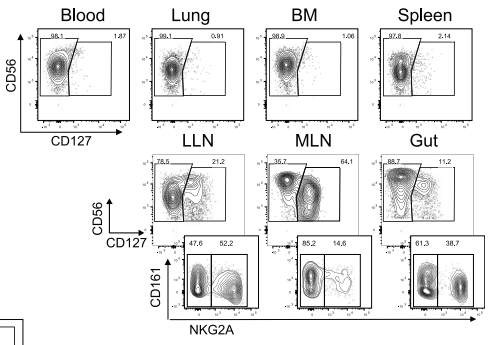 Blood Lung BM Spleen
98.1 1.87 99.1 0.91 98.9 1.06 97.8 2.14
CD56
CD127
LLN MLN Gut
78.5 21.2 35.7 64.1 88.7 11.2
CD56
CD127
47.6 52.2 85.2 14.6 61.3 38.7
CD161
NKG2A